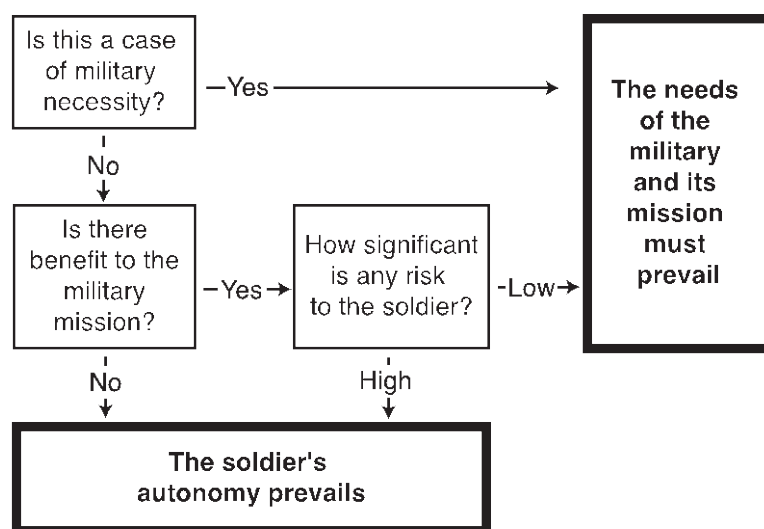 Is this a case
of military
necessity?
Yes
The needs
of the
military
and its
mission
must
prevail
No
Is there
benefit to the
military
mission?
Yes
How significant
is any risk
to the soldier?
Low
No
High
The soldier's
autonomy prevails